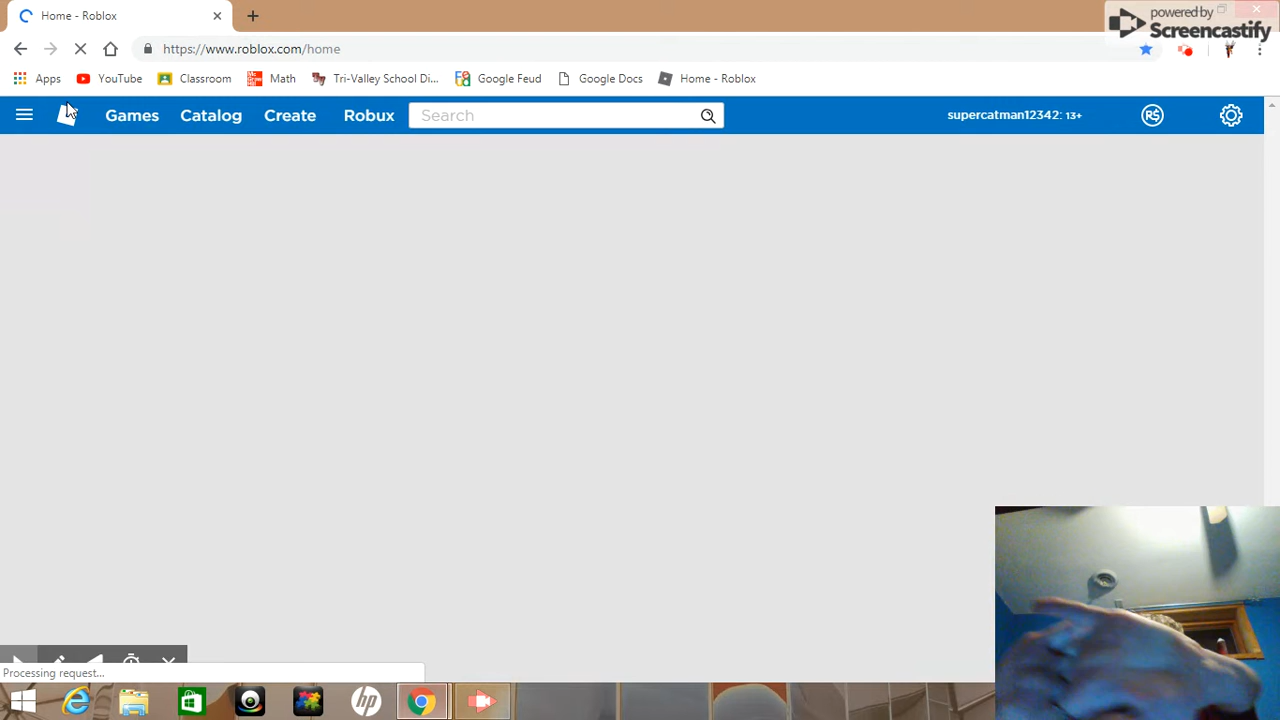 Home - Roblox
powered by
Screencastify
https://www.roblox.com/home
Apps YouTube Classroom Math Tri-Valley School Di... Google Feud Google Docs Home - Roblox
Games Catalog Create Robux Search supercatman12342: 13+ R$
Processing request...
hp